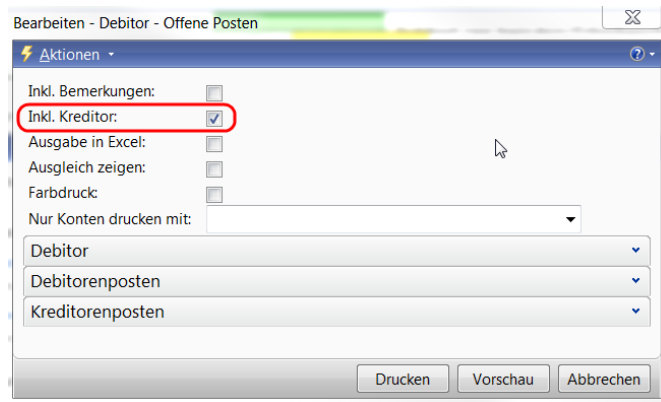 Bearbeiten - Debitor - Offene Posten
Aktionen
Inkl. Bemerkungen:
Inkl. Kreditor:
Ausgabe in Excel:
Ausgleich zeigen:
Farbdruck:
Nur Konten drucken mit:
Debitor
Debitorenposten
Kreditorenposten
Drucken Vorschau Abbrechen